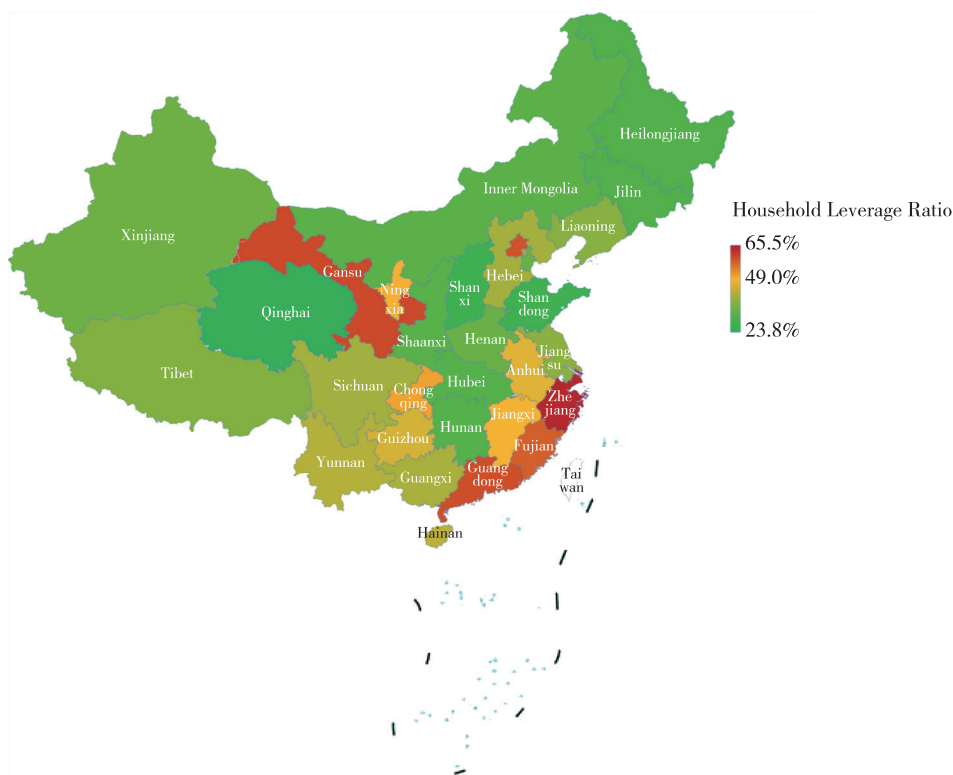 Heilongjiang
Jilin
Inner Mongolia
Liaoning
Xinjiang
Gansu
Hebei
Ning
xia
Shan
xi
Shan
dong
Qinghai
Shaanxi
Henan
Jiang
su
Tibet
Sichuan
Chong
qing
Hubei
Anhui
Zhe
jiang
Jiangxi
Hunan
Guizhou
Fujian
Yunnan
Guangxi
Guang
dong
Tai
wan
Hainan
Household Leverage Ratio
65.5%
49.0%
23.8%